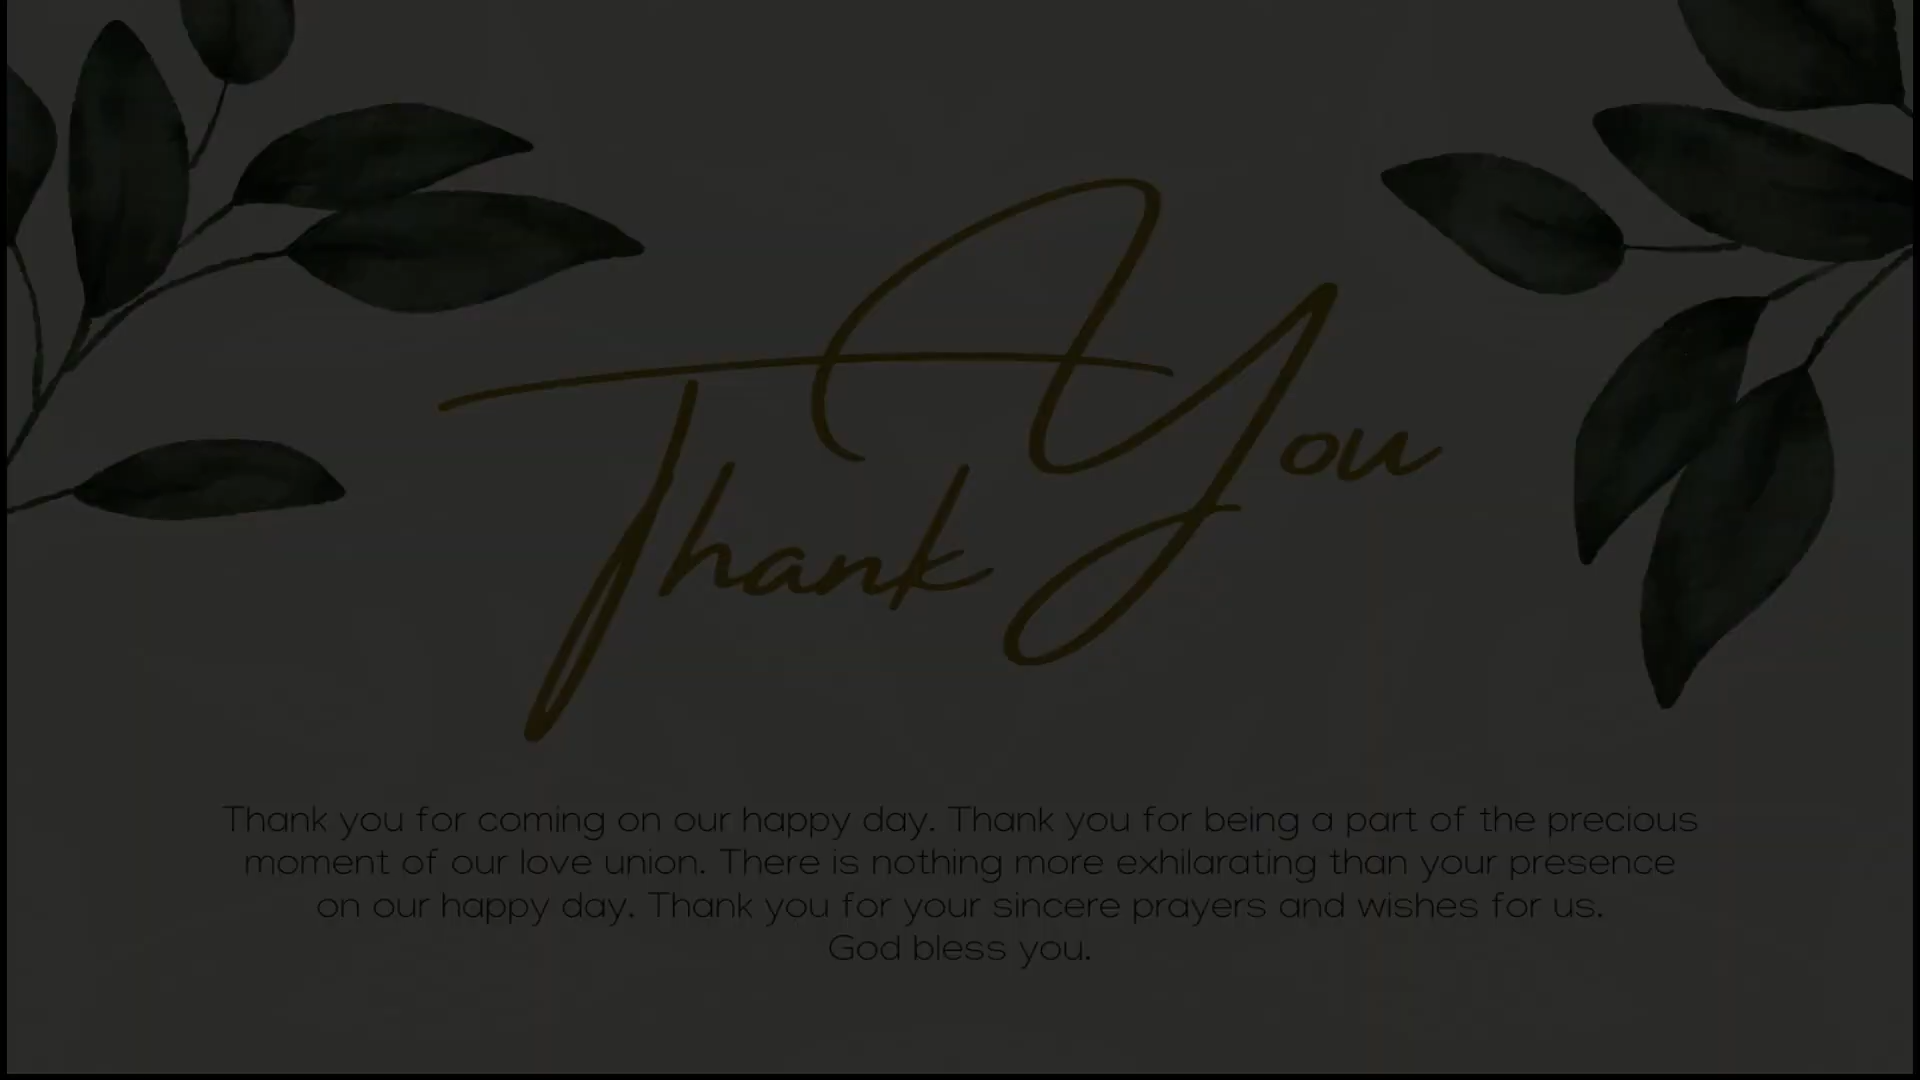 Thank You
Thank you for coming on our happy day. Thank you for being a part of the precious
moment of our love union. There is nothing more exhilarating than your presence
on our happy day. Thank you for your sincere prayers and wishes for us.
God bless you.